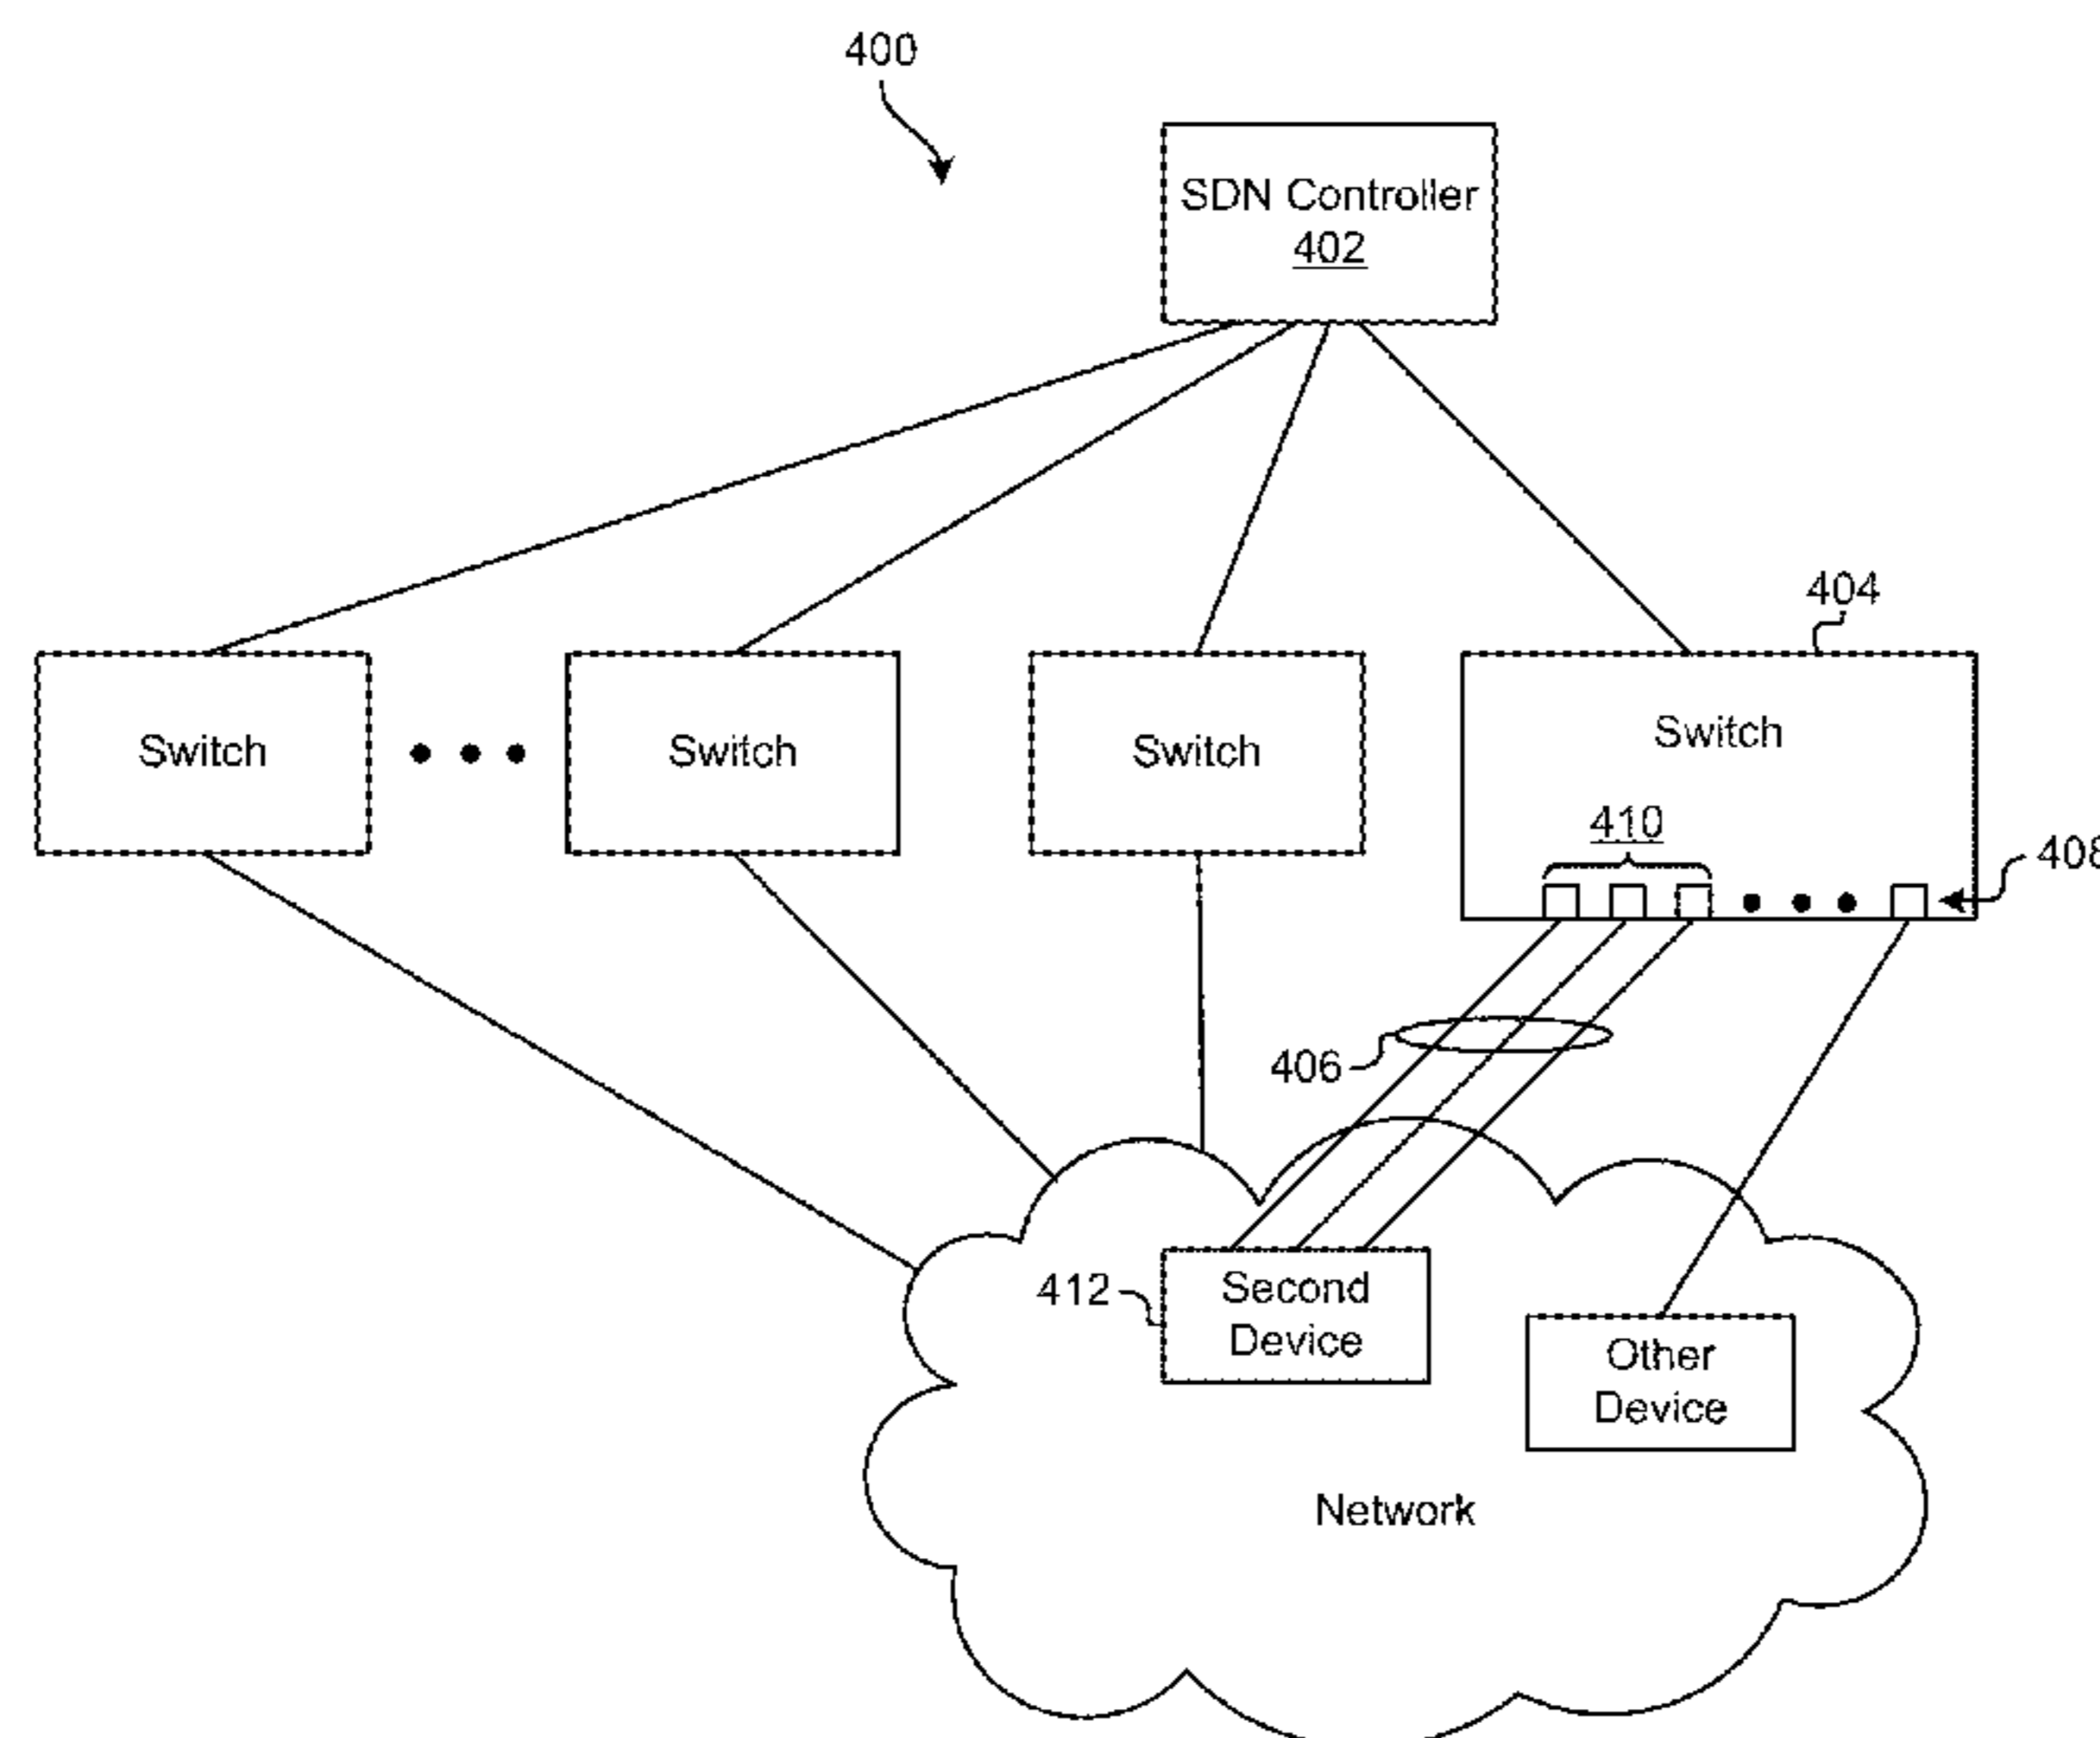 400
SDN Controller
402
404
Switch
Switch
Switch
Switch
410
408
406
412
Second
Device
Other
Device
Network